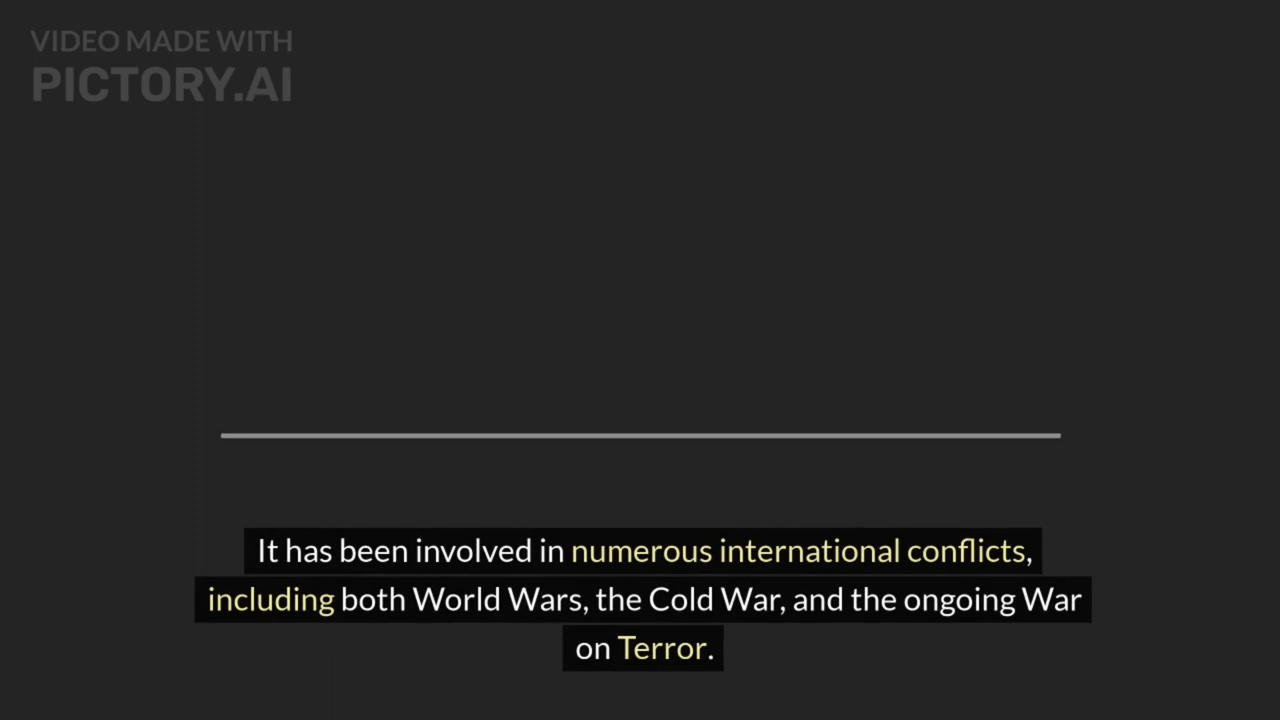 VIDEO MADE WITH
PICTORY.AI
It has been involved in numerous international conflicts,
including both World Wars, the Cold War, and the ongoing War
on Terror.